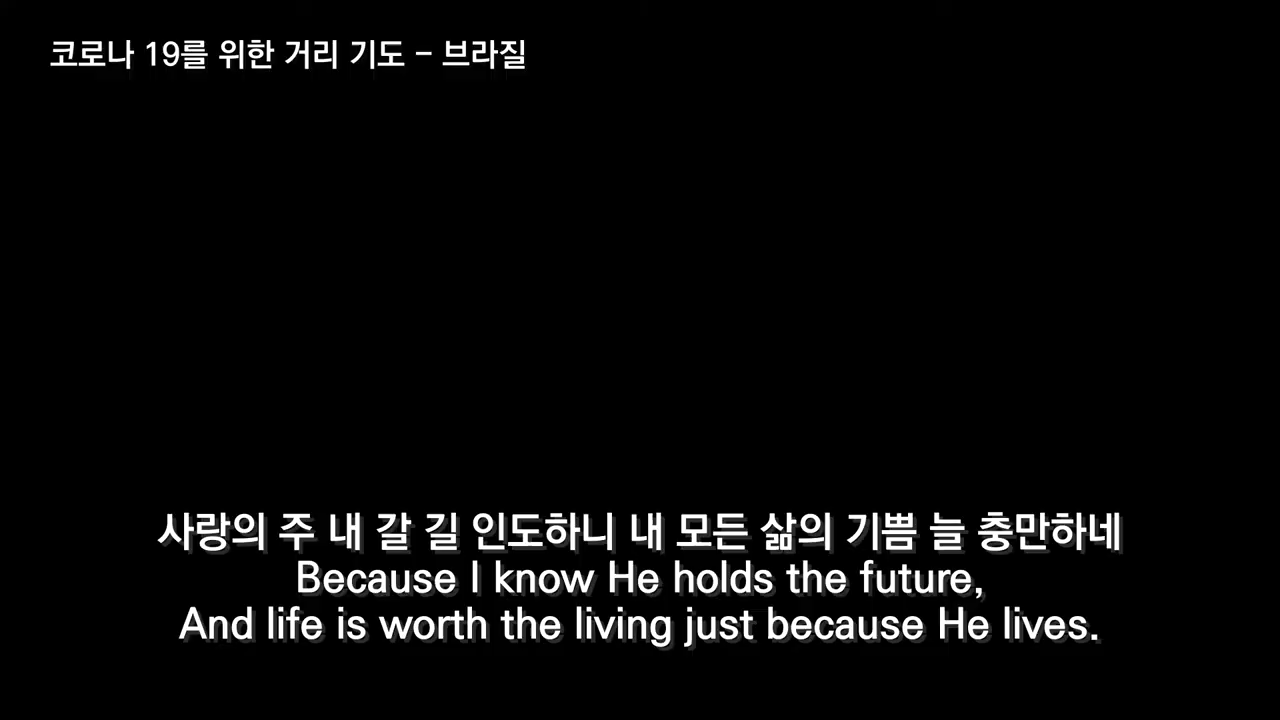 코로나 19를 위한 거리 기도 - 브라질
사랑의 주 내 갈 길 인도하니 내 모든 삶의 기쁨 늘 충만하네
Because I know He holds the future,
And life is worth the living just because He lives.